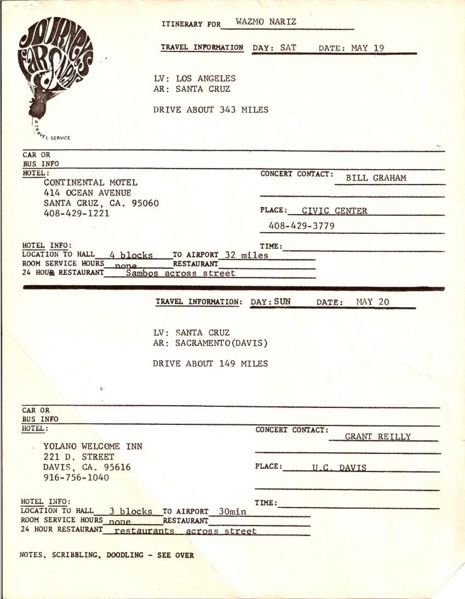 JOURNEYS
A TRAVEL SERVICE
ITINERARY FOR WAZMO NARIZ
TRAVEL INFORMATION DAY: SAT DATE: MAY 19
LV: LOS ANGELES
AR: SANTA CRUZ
DRIVE ABOUT 343 MILES
CAR OR
BUS INFO
HOTEL:
CONTINENTAL MOTEL
414 OCEAN AVENUE
SANTA CRUZ, CA. 95060
408-429-1221
CONCERT CONTACT: BILL GRAHAM
PLACE: CIVIC CENTER
408-429-3779
TIME:
HOTEL INFO:
LOCATION TO HALL 4 blocks TO AIRPORT 32 miles
ROOM SERVICE HOURS none RESTAURANT
24 HOUR RESTAURANT Sambos across street
TRAVEL INFORMATION: DAY: SUN DATE: MAY 20
LV: SANTA CRUZ
AR: SACRAMENTO(DAVIS)
DRIVE ABOUT 149 MILES
CAR OR
BUS INFO
HOTEL:
YOLANO WELCOME INN
221 D. STREET
DAVIS, CA. 95616
916-756-1040
CONCERT CONTACT: GRANT REILLY
PLACE: U.C. DAVIS
TIME:
HOTEL INFO:
LOCATION TO HALL 3 blocks TO AIRPORT 30min
ROOM SERVICE HOURS none RESTAURANT
24 HOUR RESTAURANT restaurants across street
NOTES, SCRIBBLING, DOODLING - SEE OVER